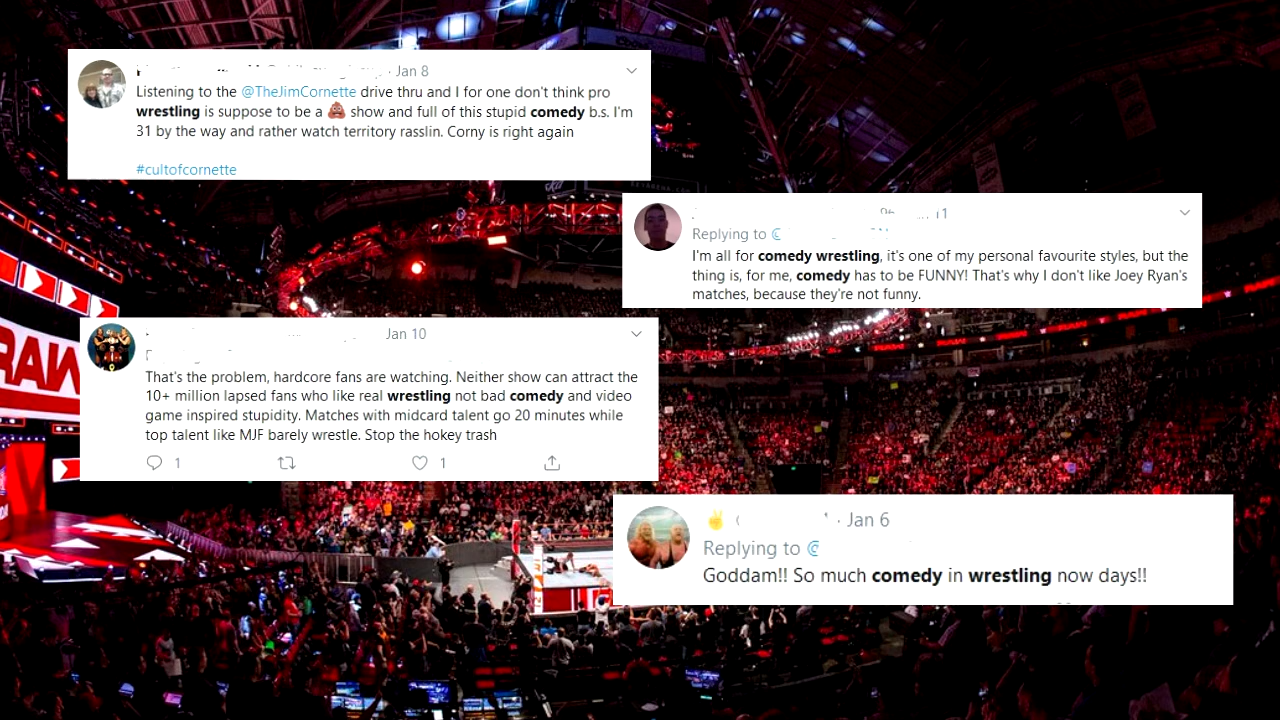 Jan 8
Listening to the @TheJimCornette drive thru and I for one don't think pro
wrestling is suppose to be a 💩 show and full of this stupid comedy b.s. I'm
31 by the way and rather watch territory rasslin. Corny is right again
#cultofcornette
Replying to
I'm all for comedy wrestling, it's one of my personal favourite styles, but the
thing is, for me, comedy has to be FUNNY! That's why I don't like Joey Ryan's
matches, because they're not funny.
RAW
Jan 10
That's the problem, hardcore fans are watching. Neither show can attract the
10+ million lapsed fans who like real wrestling not bad comedy and video
game inspired stupidity. Matches with midcard talent go 20 minutes while
top talent like MJF barely wrestle. Stop the hokey trash
1 1
✌ · Jan 6
Replying to @
Goddam!! So much comedy in wrestling now days!!